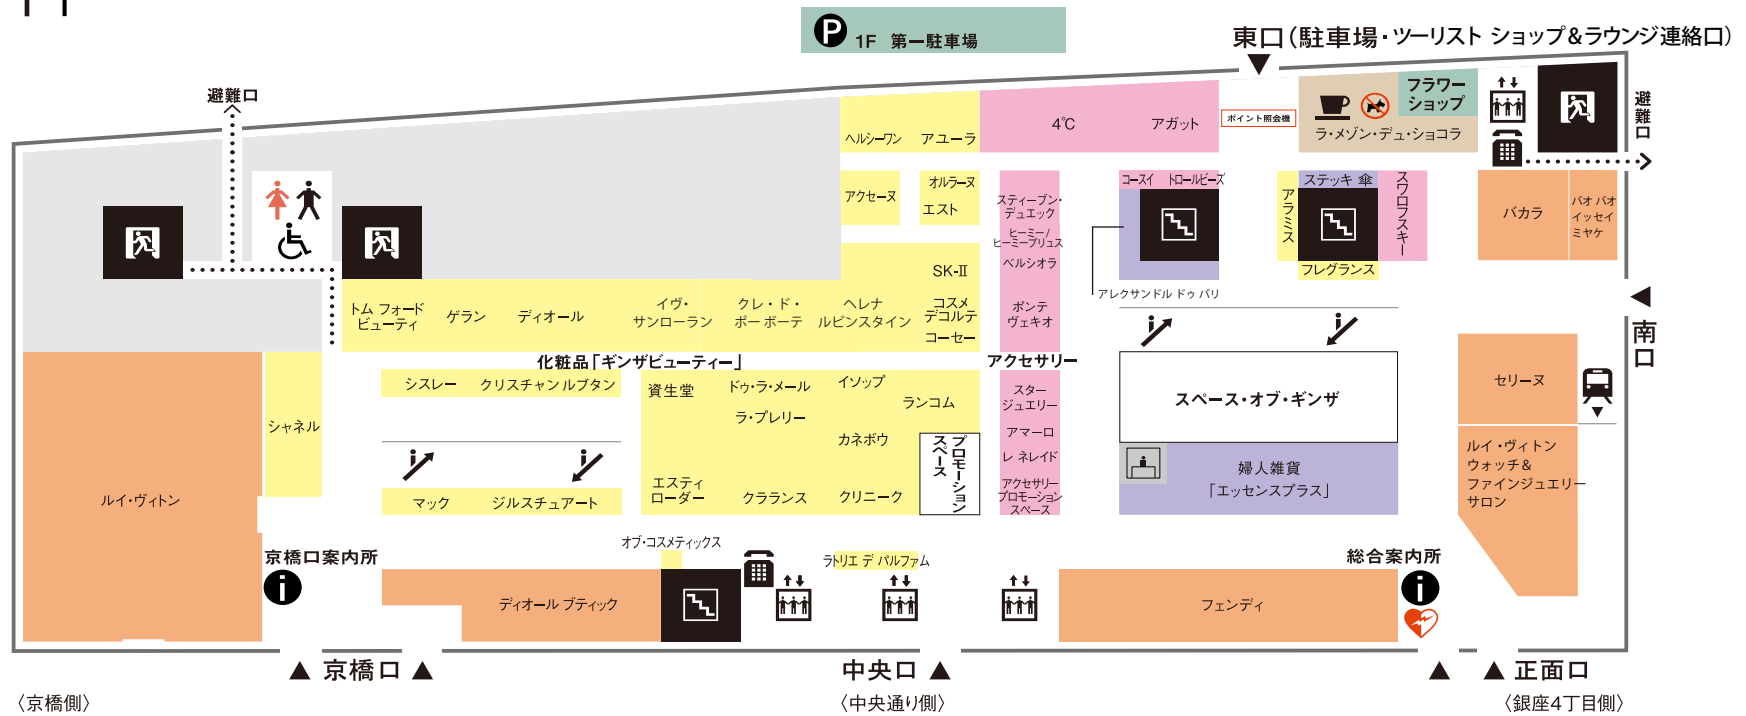 P
1F 第一駐車場
東口(駐車場・ツーリスト ショップ&ラウンジ連絡口)
避難口
フラワー
ショップ
避難口
ヘルシーワン
アユーラ
4℃
アガット
ポイント照会機
ラ・メゾン・デュ・ショコラ
アクセーヌ
オルラーヌ
エスト
スティーブン・
デュエック
ヒーミー/
ヒーミープリュス
ベルシオラ
ポンテ
ヴェキオ
コースイ
トロールビーズ
アレクサンドル ドゥ パリ
アラミス
ステッキ 傘
スワロフスキー
フレグランス
バカラ
バオ バオ
イッセイ
ミヤケ
SK-II
コスメ
デコルテ
コーセー
トム フォード
ビューティ
ゲラン
ディオール
イヴ・
サンローラン
クレ・ド・
ポー ボーテ
ヘレナ
ルビンスタイン
南口
化粧品「ギンザビューティー」
アクセサリー
シスレー
クリスチャン ルブタン
資生堂
ドゥ・ラ・メール
イソップ
ランコム
ラ・プレリー
カネボウ
プロモーション
スペース
スター
ジュエリー
アマーロ
レ ネレイド
アクセサリー
プロモーション
スペース
スペース・オブ・ギンザ
セリーヌ
シャネル
ルイ・ヴィトン
マック
ジルスチュアート
エスティ
ローダー
クラランス
クリニーク
婦人雑貨
「エッセンスプラス」
ルイ・ヴィトン
ウォッチ&
ファインジュエリー
サロン
京橋口案内所
i
オブ・コスメティックス
ラトリエ デ パルファム
総合案内所
i
ディオール ブティック
フェンディ
京橋口
中央口
正面口
〈京橋側〉
〈中央通り側〉
〈銀座4丁目側〉